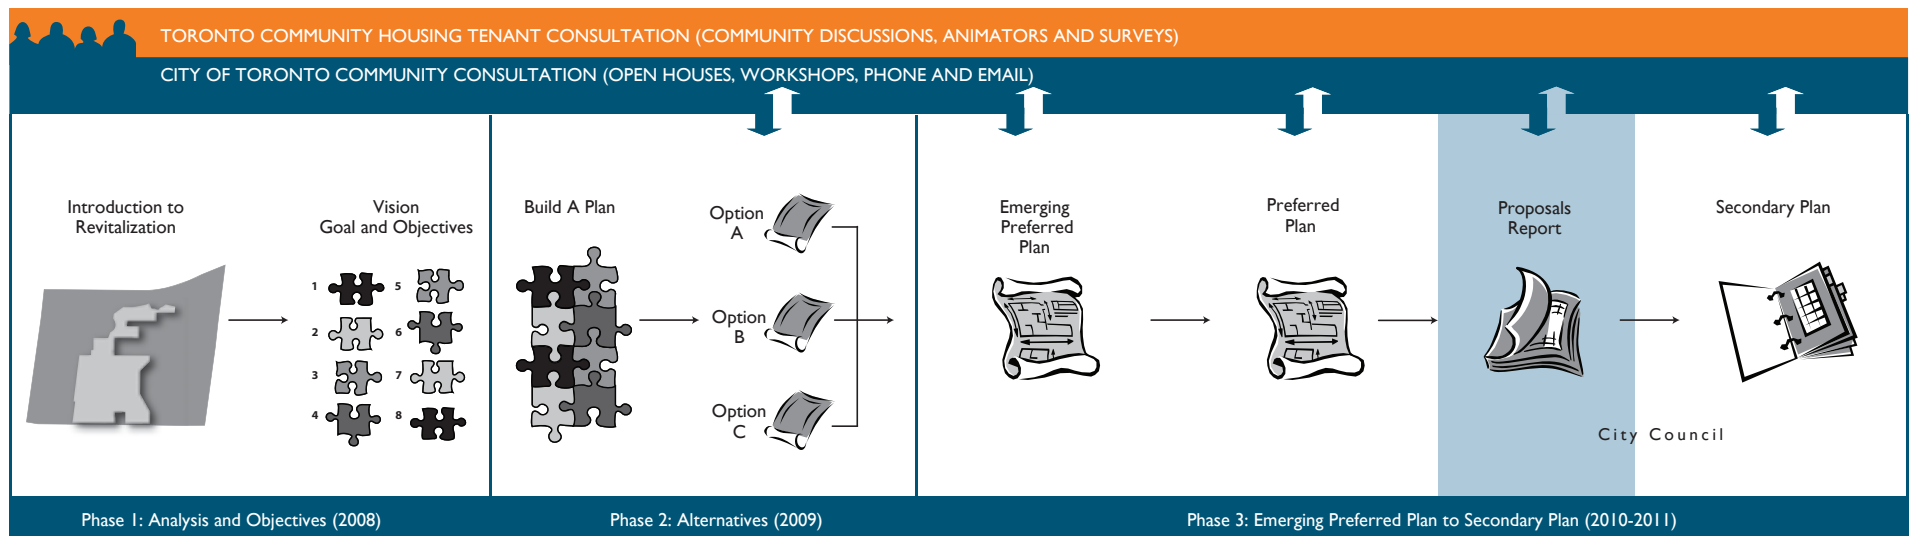 TORONTO COMMUNITY HOUSING TENANT CONSULTATION (COMMUNITY DISCUSSIONS, ANIMATORS AND SURVEYS)
CITY OF TORONTO COMMUNITY CONSULTATION (OPEN HOUSES, WORKSHOPS, PHONE AND EMAIL)
Introduction to
Revitalization
Vision
Goal and Objectives
1
5
2
6
3
7
4
8
Build A Plan
Option
A
Option
B
Option
C
Emerging
Preferred
Plan
Preferred
Plan
Proposals
Report
Secondary Plan
City Council
Phase 1: Analysis and Objectives (2008)
Phase 2: Alternatives (2009)
Phase 3: Emerging Preferred Plan to Secondary Plan (2010-2011)